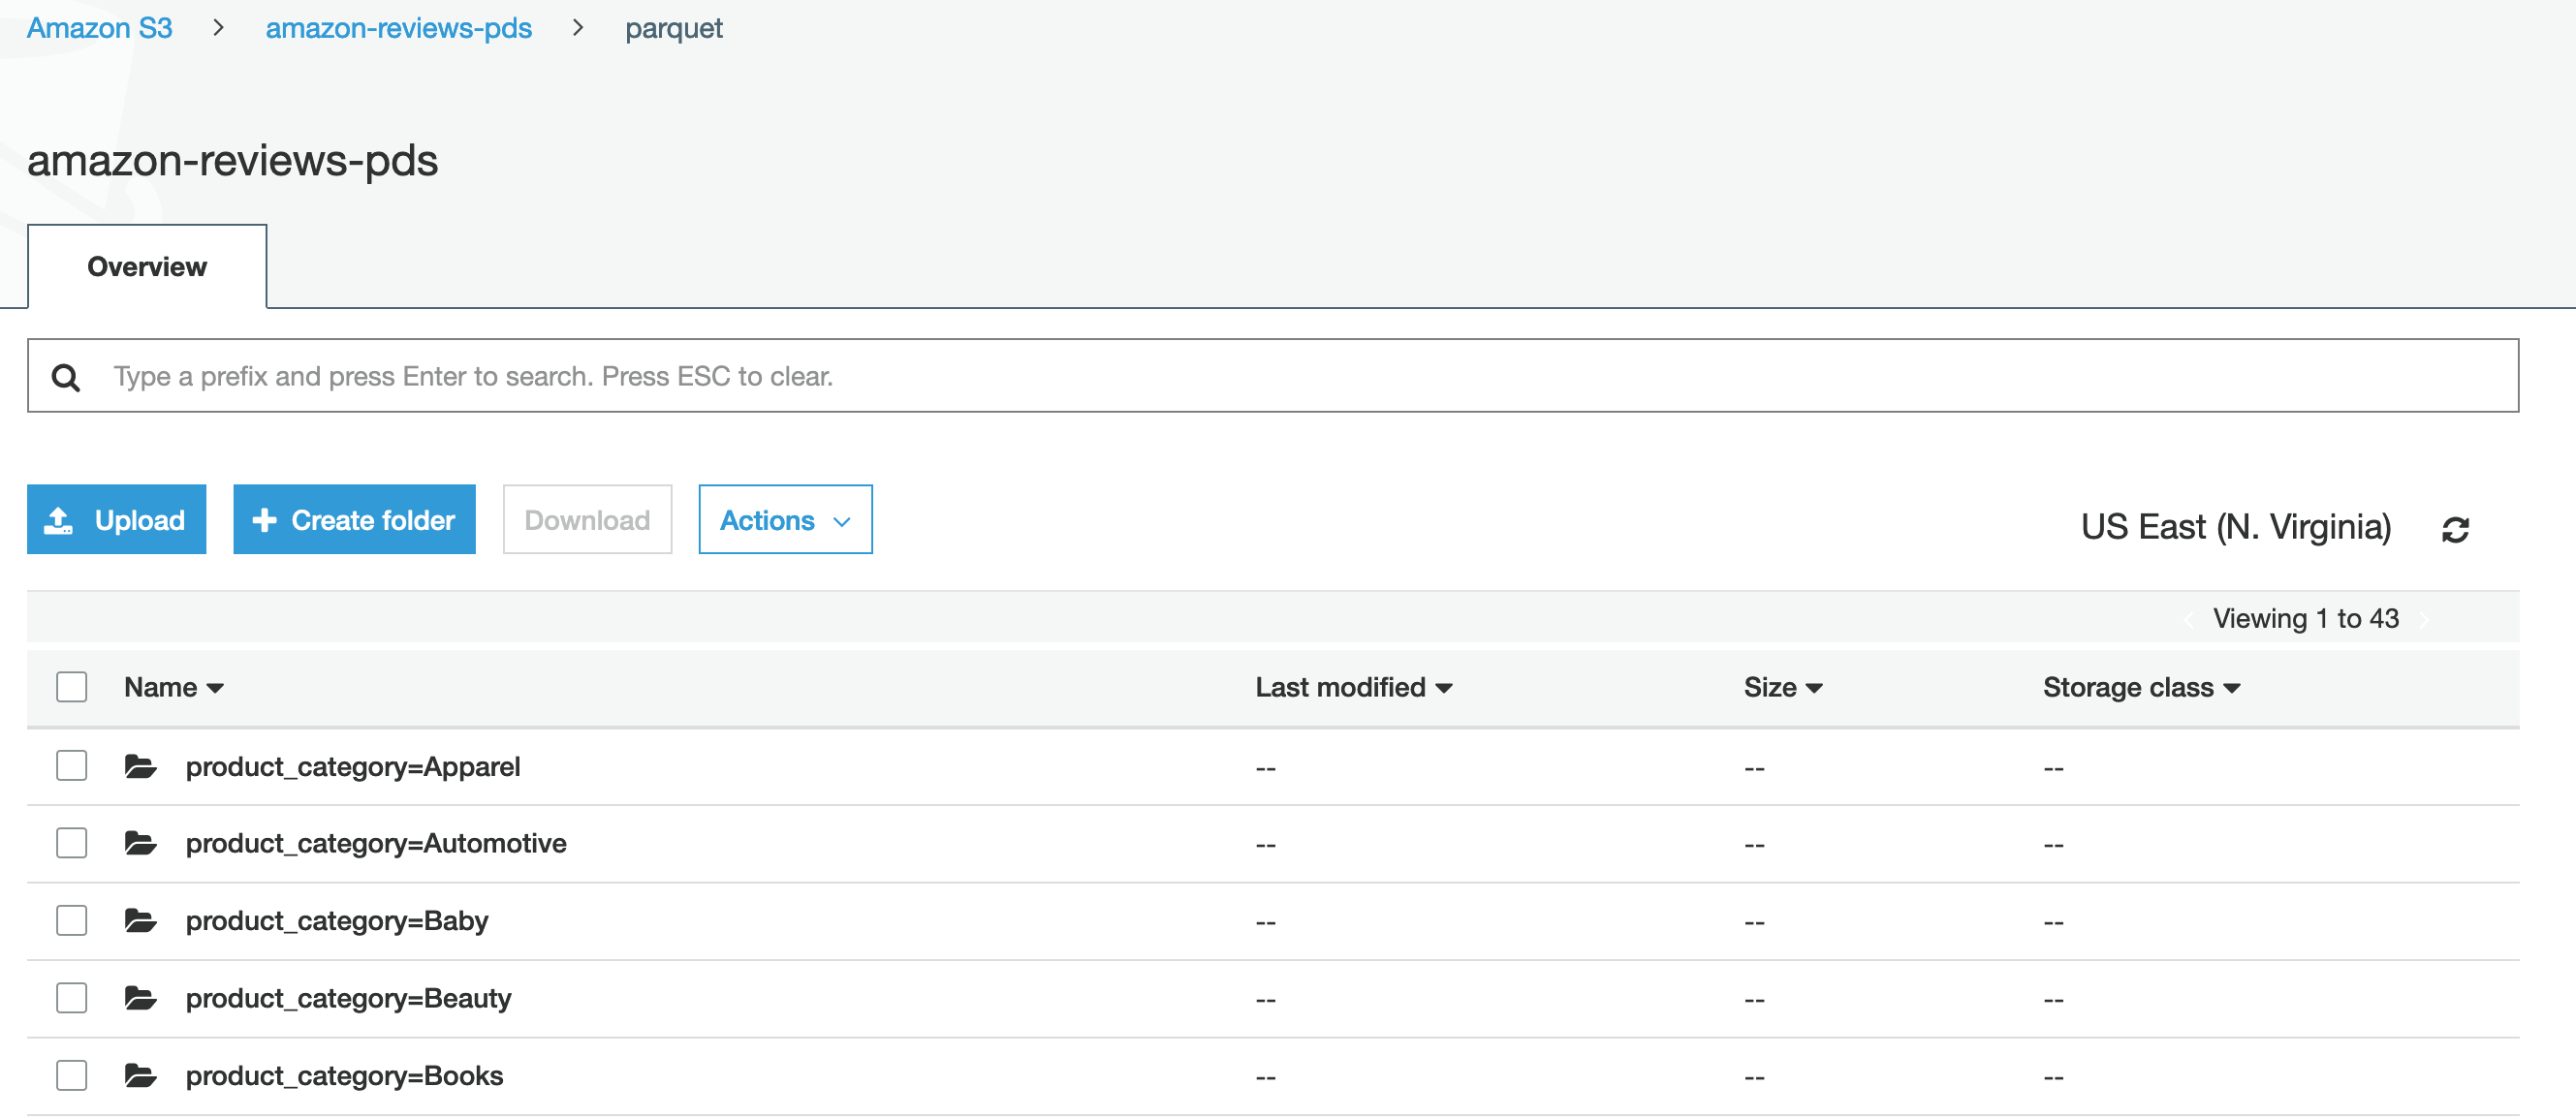 Amazon S3 > amazon-reviews-pds > parquet
amazon-reviews-pds
Overview
Type a prefix and press Enter to search. Press ESC to clear.
Upload + Create folder Download Actions
US East (N. Virginia)
Viewing 1 to 43
Name Last modified Size Storage class
product_category=Apparel -- -- --
product_category=Automotive -- -- --
product_category=Baby -- -- --
product_category=Beauty -- -- --
product_category=Books -- -- --